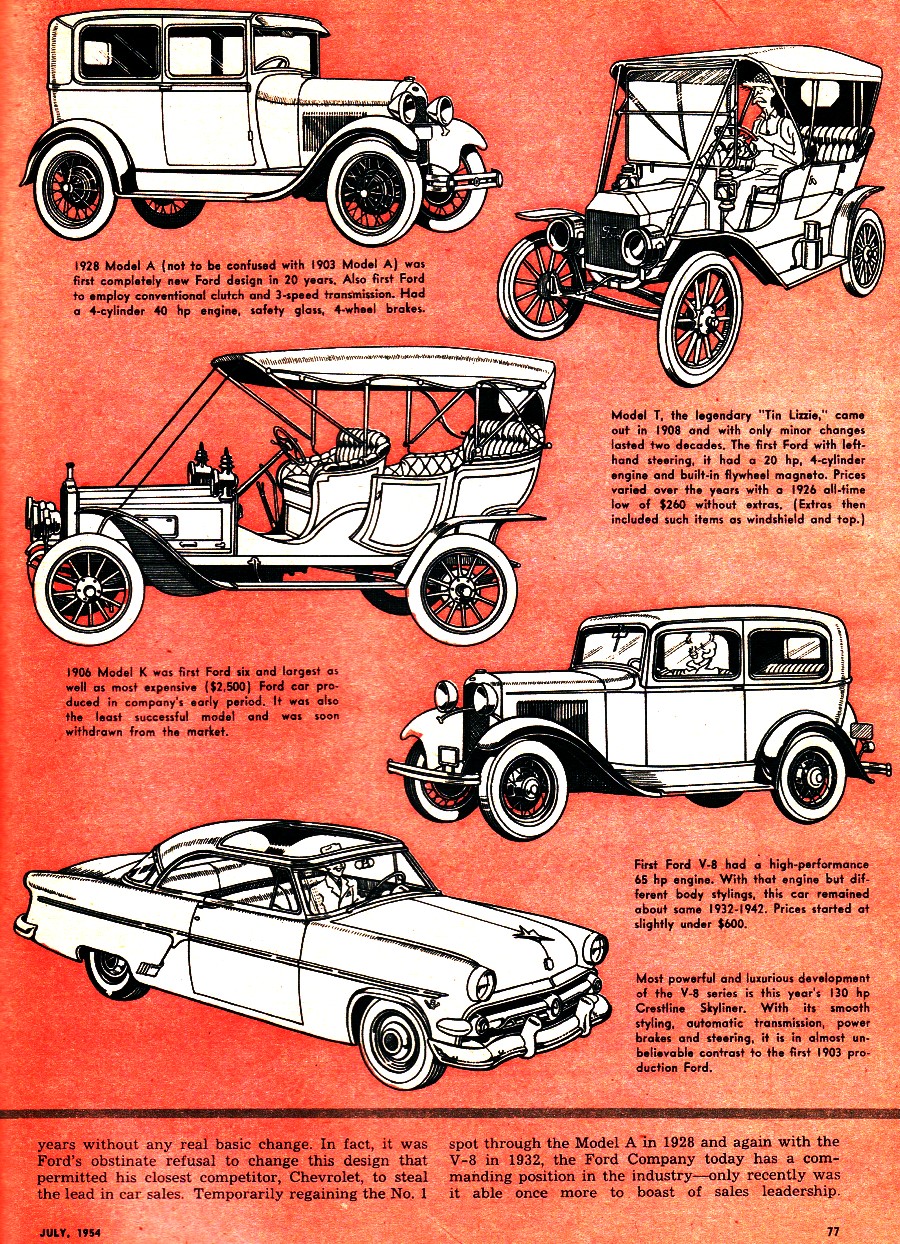 1928 Model A (not to be confused with 1903 Model A) was
first completely new Ford design in 20 years. Also first Ford
to employ conventional clutch and 3-speed transmission. Had
a 4-cylinder 40 hp engine, safety glass, 4-wheel brakes.
Ford
Model T, the legendary "Tin Lizzie," came
out in 1908 and with only minor changes
lasted two decades. The first Ford with left-
hand steering, it had a 20 hp, 4-cylinder
engine and built-in flywheel magneto. Prices
varied over the years with a 1926 all-time
low of $260 without extras. (Extras then
included such items as windshield and top.)
1906 Model K was first Ford six and largest as
well as most expensive ($2,500) Ford car pro-
duced in company's early period. It was also
the least successful model and was soon
withdrawn from the market.
First Ford V-8 had a high-performance
65 hp engine. With that engine but dif-
ferent body stylings, this car remained
about same 1932-1942. Prices started at
slightly under $600.
Most powerful and luxurious development
of the V-8 series is this year's 130 hp
Crestline Skyliner. With its smooth
styling, automatic transmission, power
brakes and steering, it is in almost un-
believable contrast to the first 1903 pro-
duction Ford.
years without any real basic change. In fact, it was
Ford's obstinate refusal to change this design that
permitted his closest competitor, Chevrolet, to steal
the lead in car sales. Temporarily regaining the No. 1
spot through the Model A in 1928 and again with the
V-8 in 1932, the Ford Company today has a com-
manding position in the industry—only recently was
it able once more to boast of sales leadership.
JULY, 1954
77